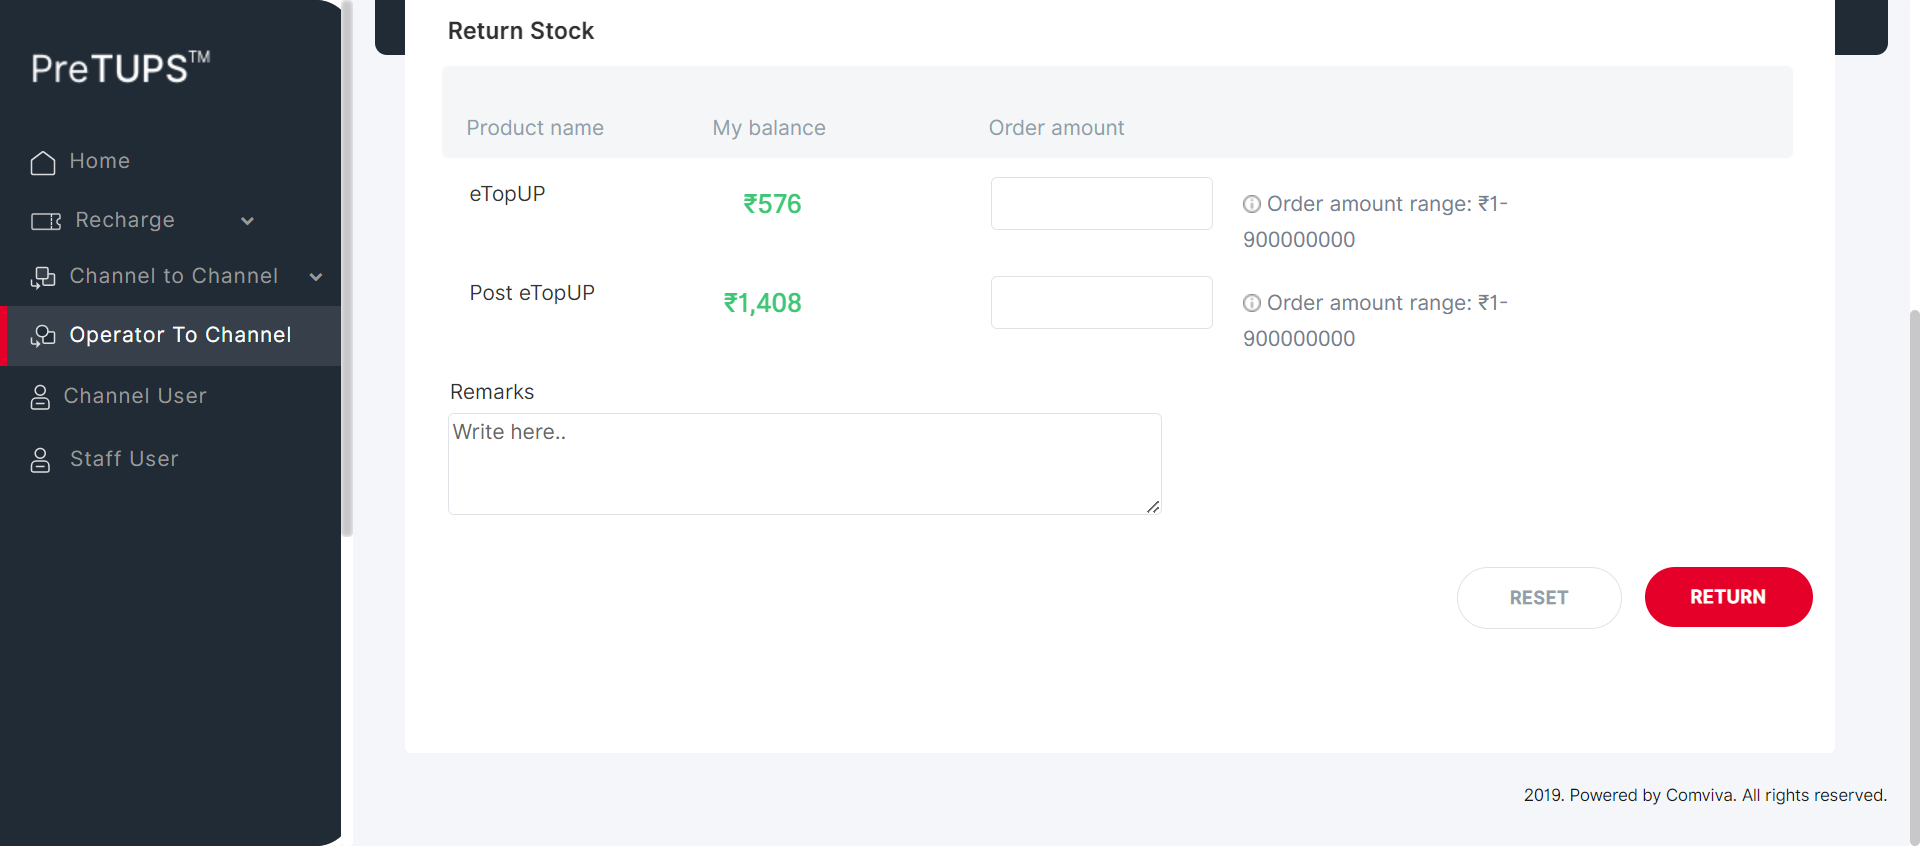 PreTUPS™
Home
Recharge
Channel to Channel
Operator To Channel
Channel User
Staff User
Return Stock
Product name My balance Order amount
eTopUP ₹576 Order amount range: ₹1-
900000000
Post eTopUP ₹1,408 Order amount range: ₹1-
900000000
Remarks
Write here..
RESET RETURN
2019. Powered by Comviva. All rights reserved.